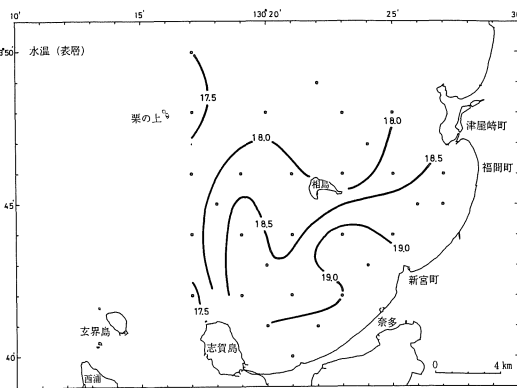 10'
15'
130°20'
25'
30
50'
水温（表層）
17.5
栗の上
18.0
18.0
津屋崎町
福間町
18.5
相島
45
18.5
19.0
19.0
新宮町
17.5
玄界島
志賀島
奈多
西浦
40
0
4 km